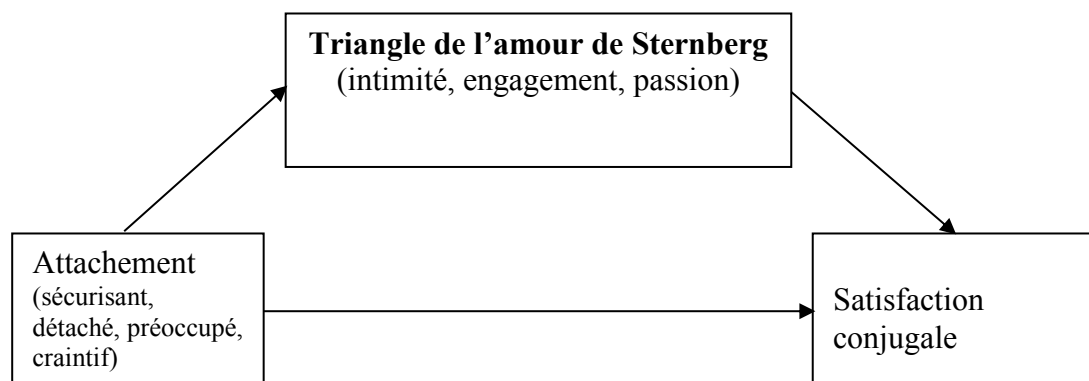 Triangle de l’amour de Sternberg
(intimité, engagement, passion)
Attachement
(sécurisant,
détaché, préoccupé,
craintif)
Satisfaction
conjugale